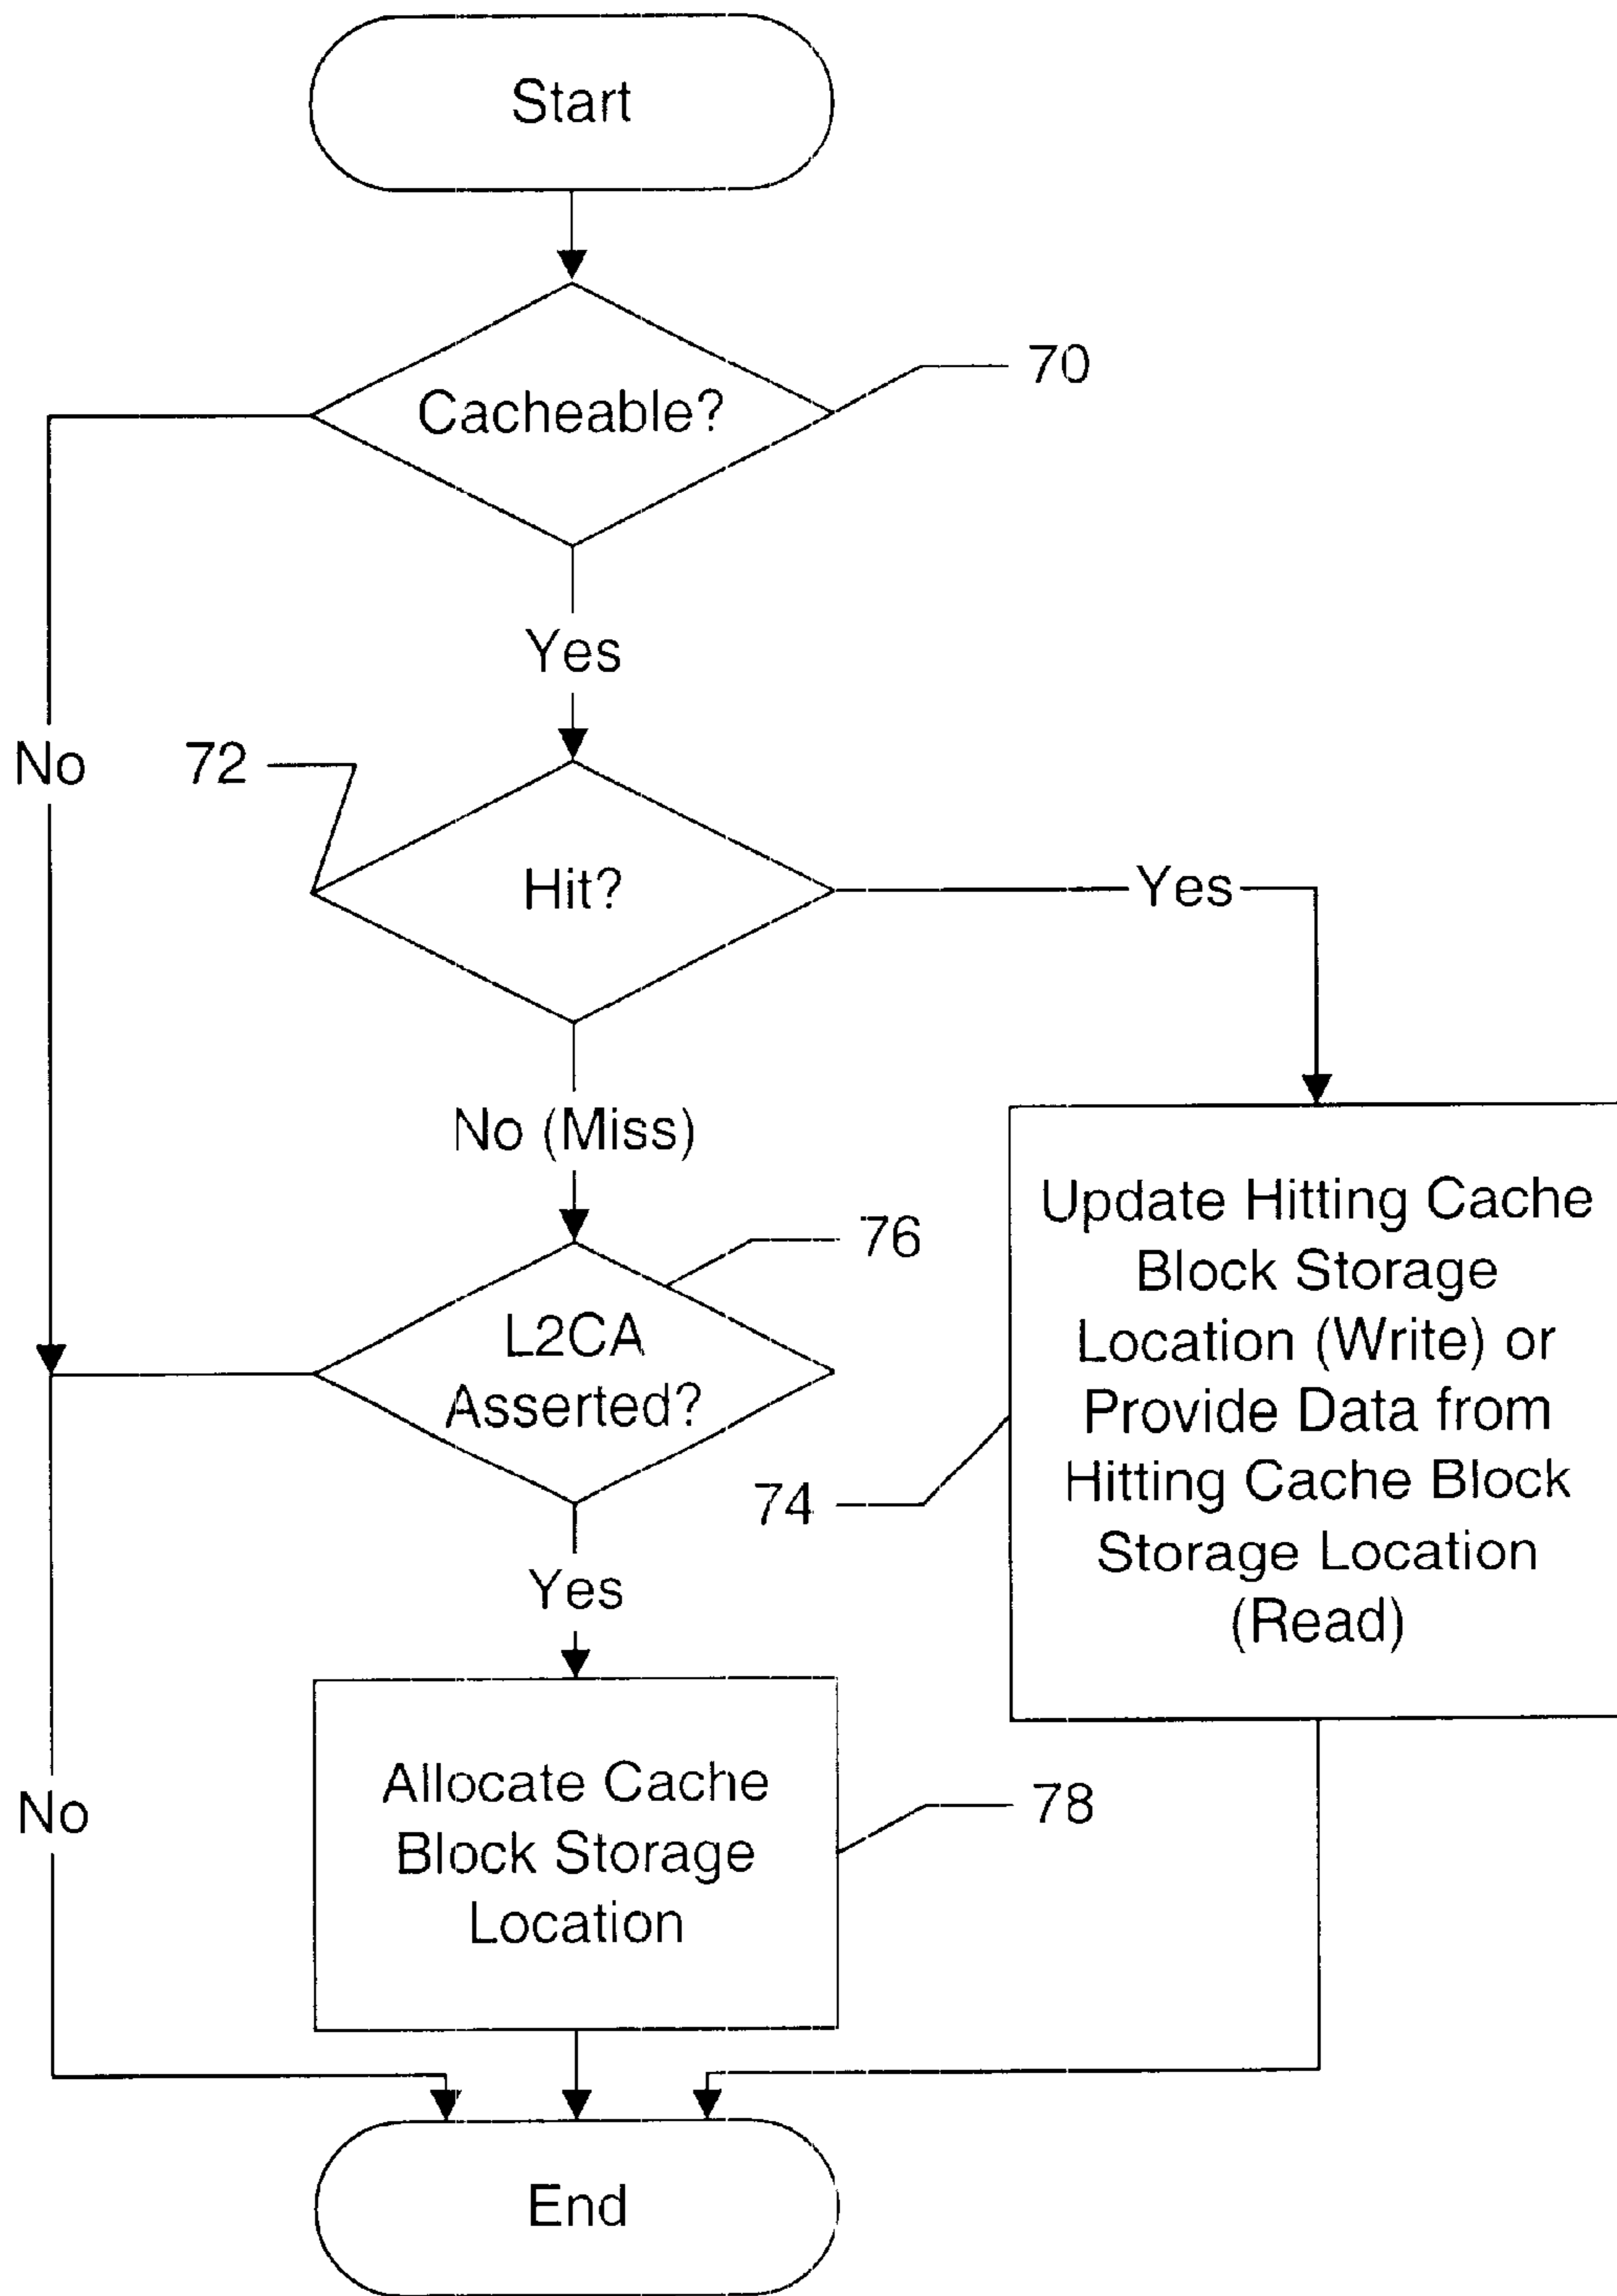 Start
Cacheable?
70
Yes
No
72
Hit?
Yes
No (Miss)
76
L2CA
Asserted?
Update Hitting Cache
Block Storage
Location (Write) or
Provide Data from
Hitting Cache Block
Storage Location
(Read)
74
Yes
Allocate Cache
Block Storage
Location
78
No
End